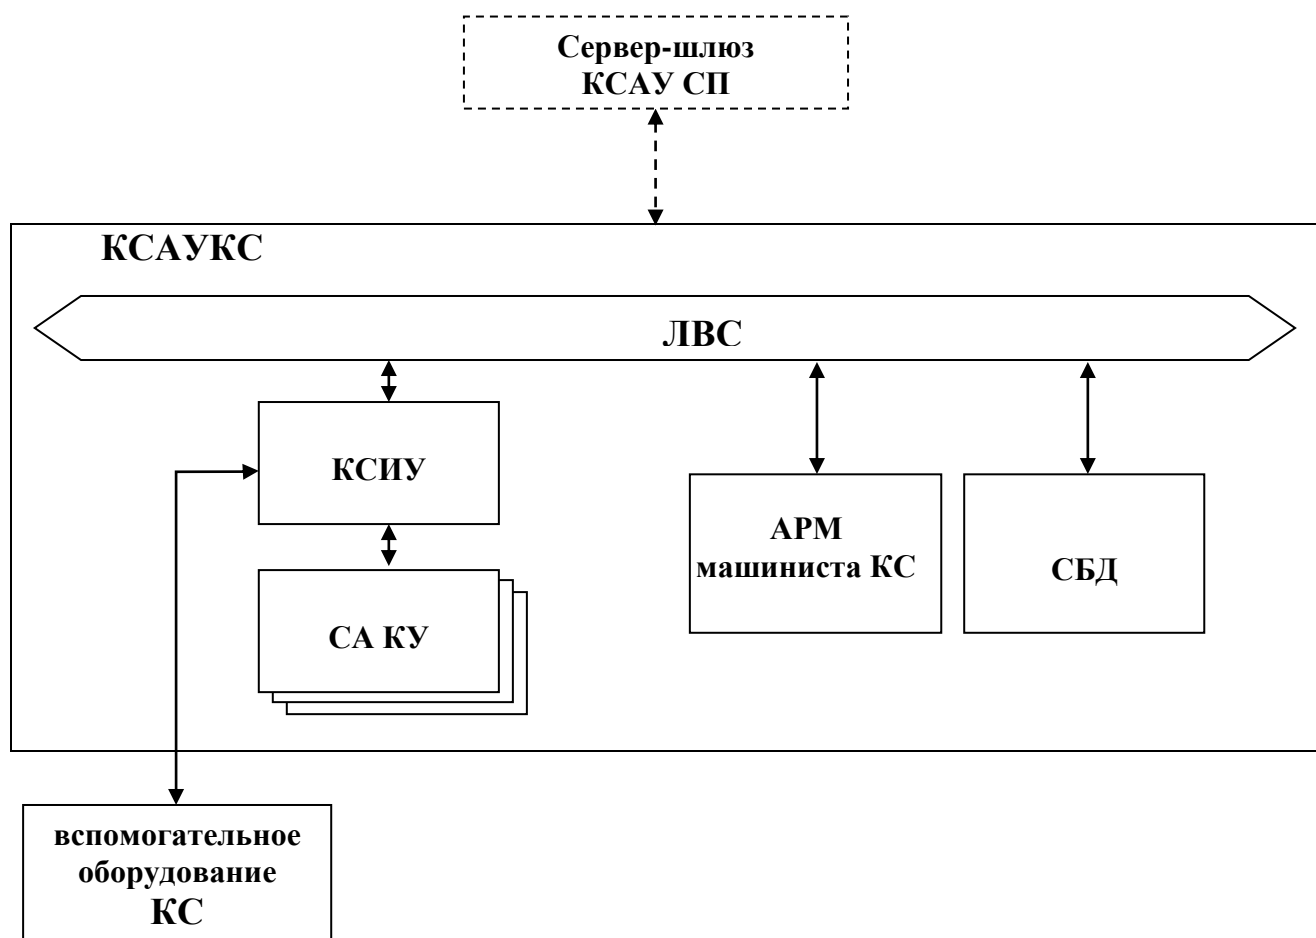 Сервер-шлюз
КСАУ СП
КСАУКС
ЛВС
КСИУ
АРМ
машиниста КС
СБД
СА КУ
вспомогательное
оборудование
КС